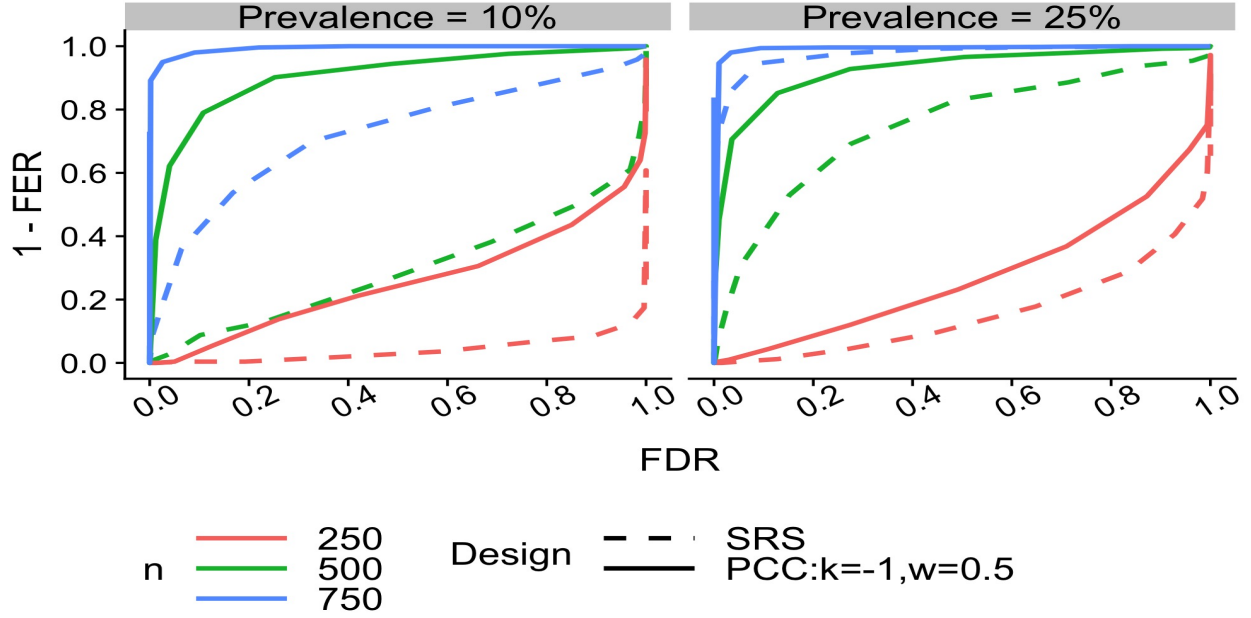 Prevalence = 10% Prevalence = 25%
1 - FER
1.0
0.8
0.6
0.4
0.2
0.0
0.0 0.2 0.4 0.6 0.8 1.0 0.0 0.2 0.4 0.6 0.8 1.0
FDR
n
250
500
750
Design
SRS
PCC:k=-1,w=0.5